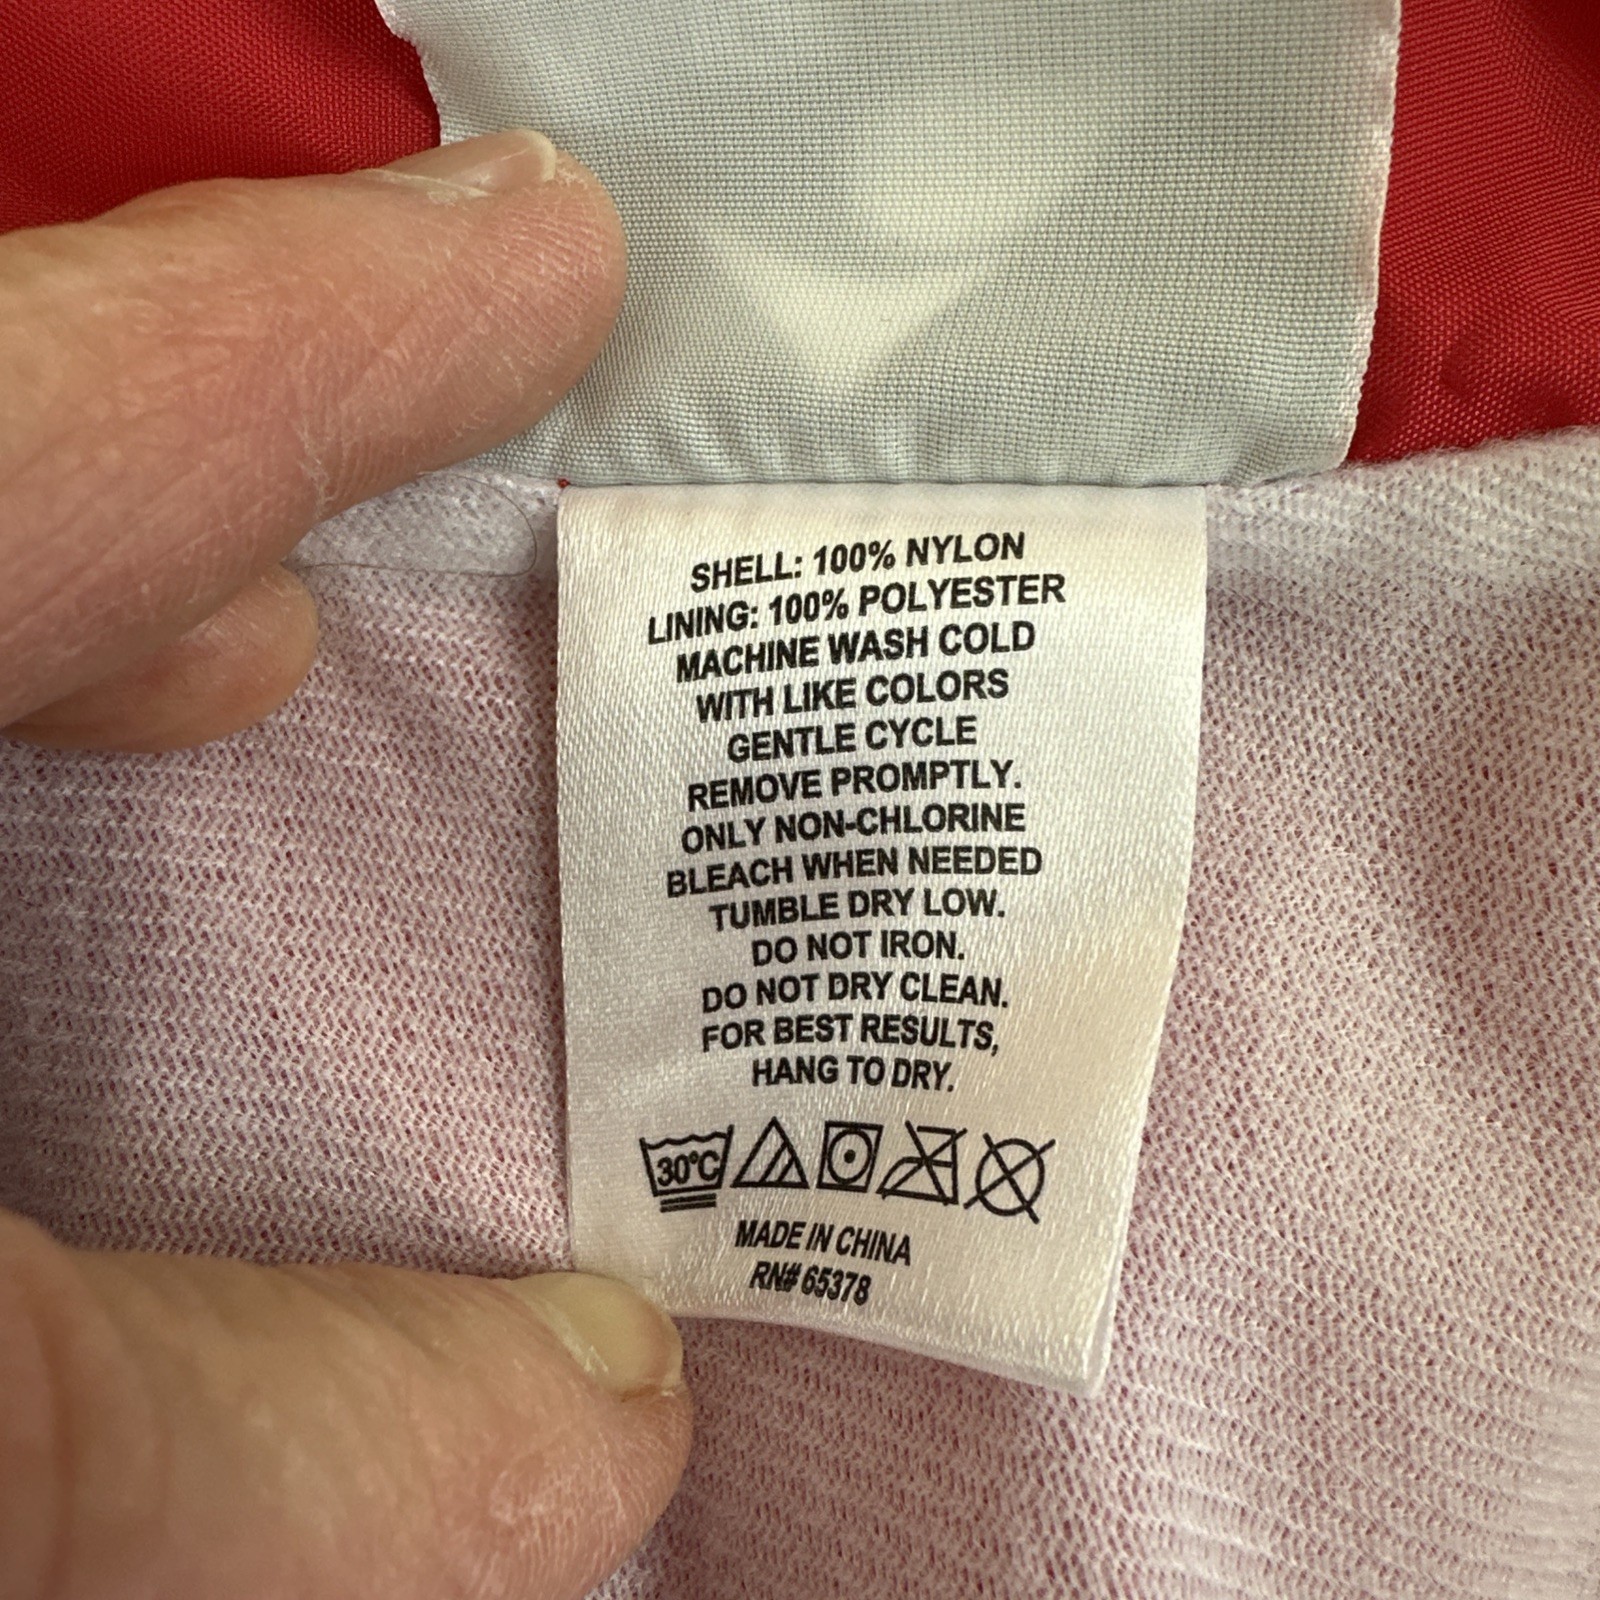 SHELL: 100% NYLON
LINING: 100% POLYESTER
MACHINE WASH COLD
WITH LIKE COLORS
GENTLE CYCLE
REMOVE PROMPTLY.
ONLY NON-CHLORINE
BLEACH WHEN NEEDED
TUMBLE DRY LOW.
DO NOT IRON.
DO NOT DRY CLEAN.
FOR BEST RESULTS,
HANG TO DRY.
30°C
MADE IN CHINA
RN# 65378